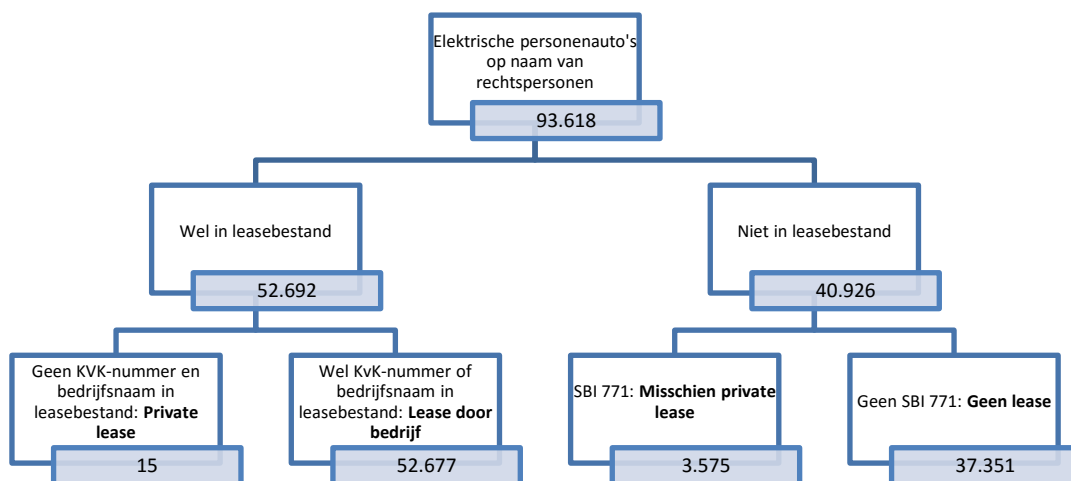 Elektrische personenauto's
op naam van
rechtspersonen
93.618
Wel in leasebestand
52.692
Niet in leasebestand
40.926
Geen KVK-nummer en
bedrijfsnaam in
leasebestand: Private
lease
15
Wel KvK-nummer of
bedrijfsnaam in
leasebestand: Lease door
bedrijf
52.677
SBI 771: Misschien private
lease
3.575
Geen SBI 771: Geen lease
37.351